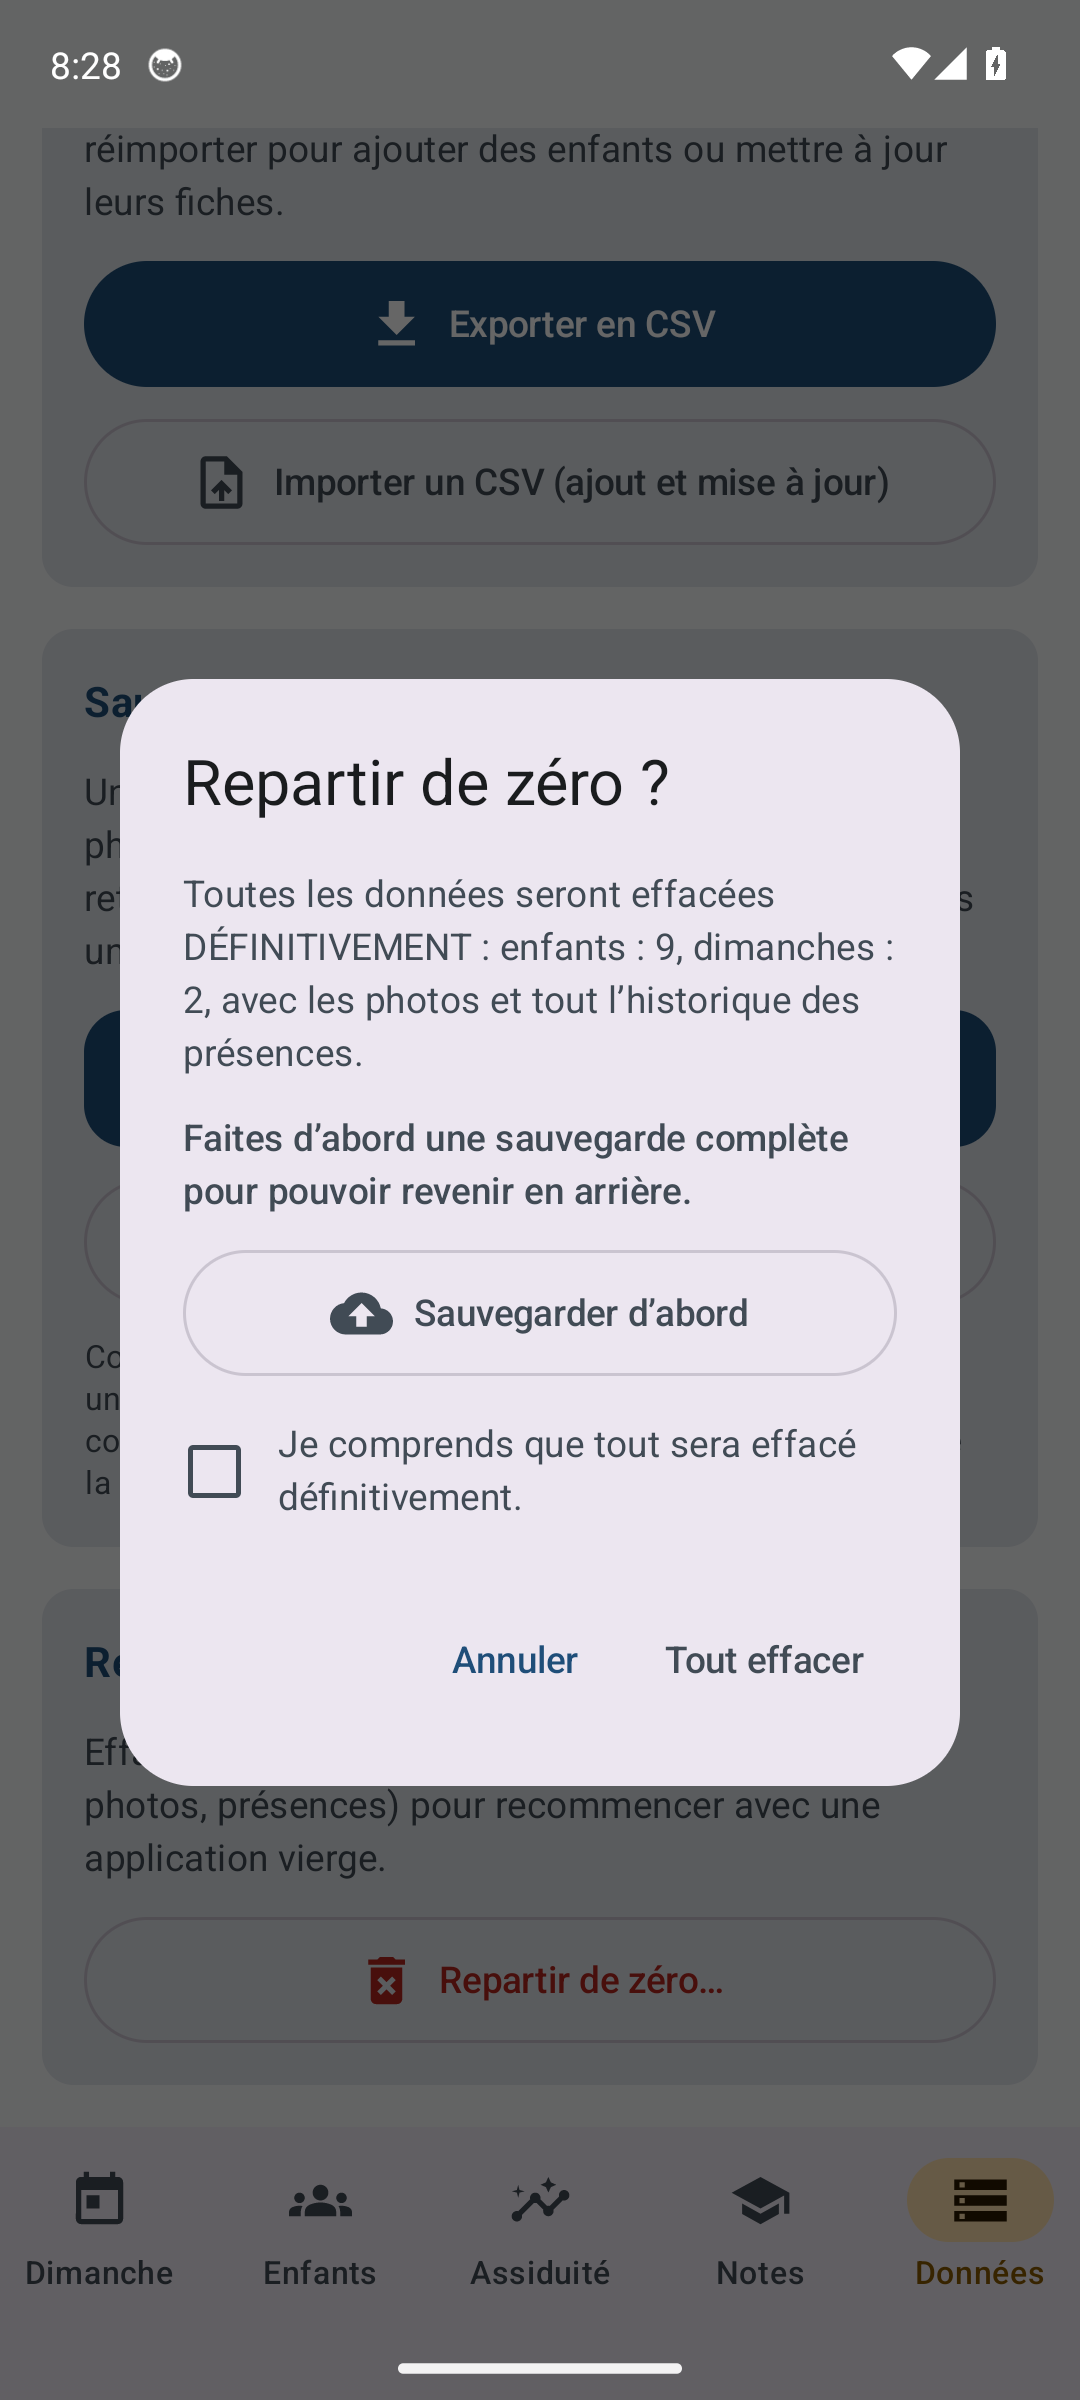 8:28
réimporter pour ajouter des enfants ou mettre à jour
leurs fiches.
Exporter en CSV
Importer un CSV (ajout et mise à jour)
Repartir de zéro ?
Toutes les données seront effacées
DÉFINITIVEMENT : enfants : 9, dimanches :
2, avec les photos et tout l’historique des
présences.
Faites d’abord une sauvegarde complète
pour pouvoir revenir en arrière.
Sauvegarder d’abord
Je comprends que tout sera effacé
définitivement.
Annuler
Tout effacer
photos, présences) pour recommencer avec une
application vierge.
Repartir de zéro…
Dimanche
Enfants
Assiduité
Notes
Données